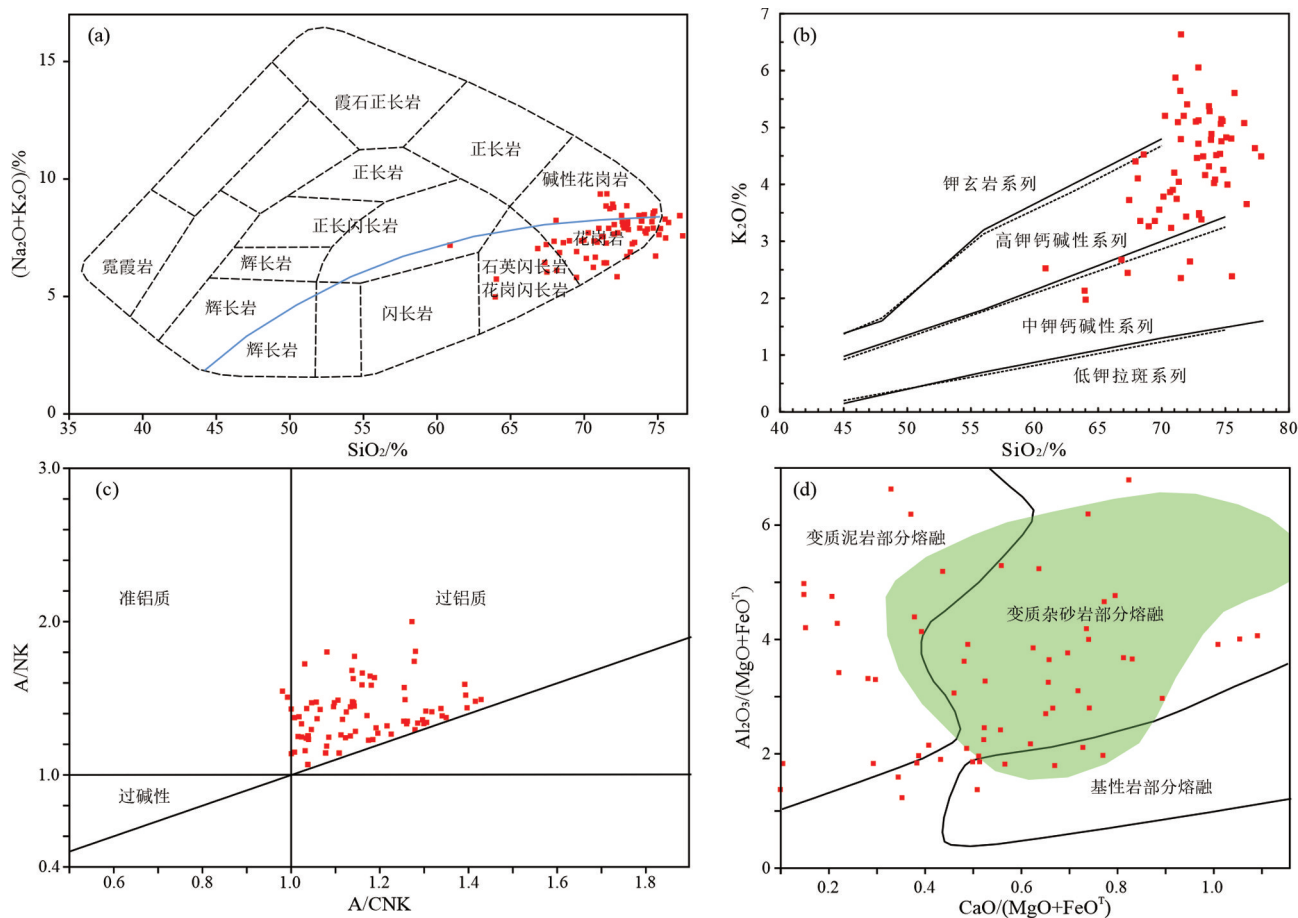 (a)
(Na₂O+K₂O)/%
15
10
5
0
霞石正长岩
正长岩
正长岩
碱性花岗岩
正长闪长岩
花岗岩
霓霞岩
辉长岩
石英闪长岩
花岗闪长岩
辉长岩
闪长岩
辉长岩
35 40 45 50 55 60 65 70 75
SiO₂/%
(b)
K₂O/%
7
6
5
4
3
2
1
0
钾玄岩系列
高钾钙碱性系列
中钾钙碱性系列
低钾拉斑系列
40 50 60 70 80
SiO₂/%
(c)
A/NK
3.0
2.0
1.0
0.4
准铝质
过铝质
过碱性
0.6 0.8 1.0 1.2 1.4 1.6 1.8
A/CNK
(d)
Al₂O₃/(MgO+FeOᵀ)
6
4
2
0
变质泥岩部分熔融
变质杂砂岩部分熔融
基性岩部分熔融
0.2 0.4 0.6 0.8 1.0
CaO/(MgO+FeOᵀ)